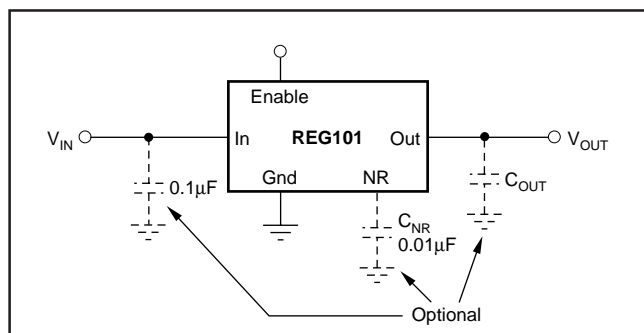 Enable
V_IN
In
REG101
Out
V_OUT
Gnd
NR
0.1µF
C_OUT
C_NR
0.01µF
Optional